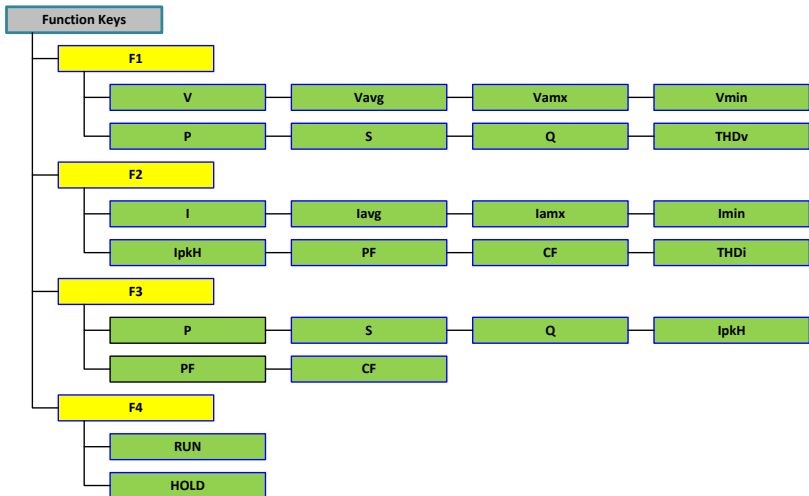 Function Keys
F1
V Vavg Vamx Vmin
P S Q THDv
F2
I Iavg Iamx Imin
IpkH PF CF THDi
F3
P S Q IpkH
PF CF
F4
RUN
HOLD